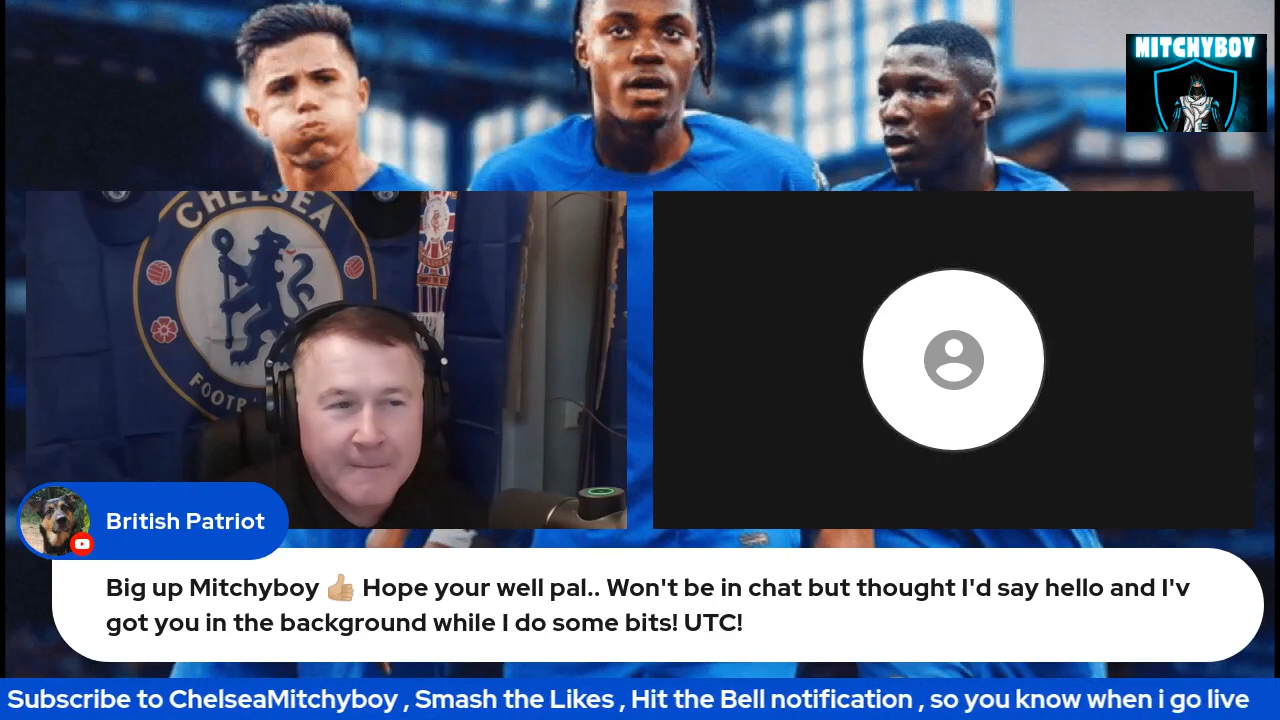 MITCHYBOY
CHELSEA
FOOTB
British Patriot
Big up Mitchyboy 👍🏼 Hope your well pal.. Won't be in chat but thought I'd say hello and I'v
got you in the background while I do some bits! UTC!
Subscribe to ChelseaMitchyboy , Smash the Likes , Hit the Bell notification , so you know when i go live